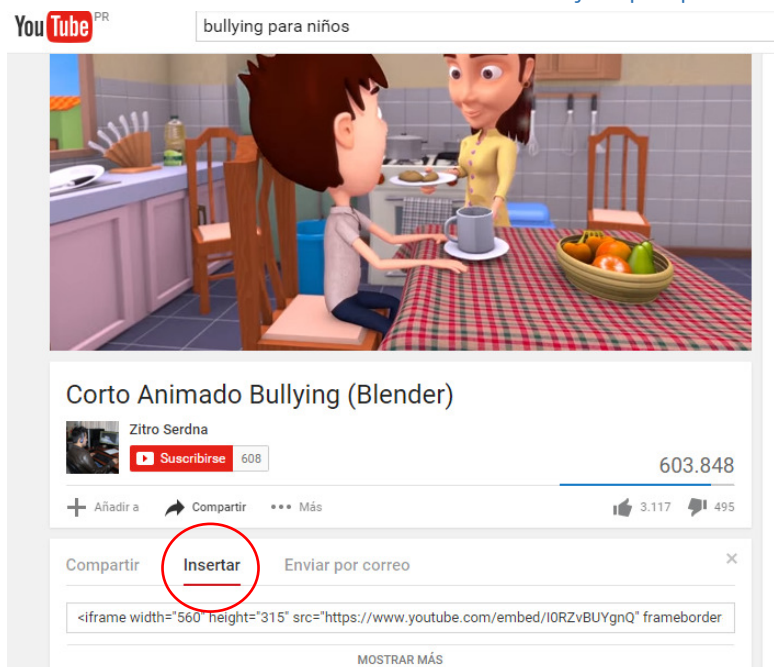 You Tube PR
bullying para niños
Corto Animado Bullying (Blender)
Zitro Serdna
Suscribirse 608
603.848
Añadir a Compartir Más 3.117 495
Compartir Insertar Enviar por correo ×
<iframe width="560" height="315" src="https://www.youtube.com/embed/I0RZvBUYgnQ" frameborder
MOSTRAR MÁS